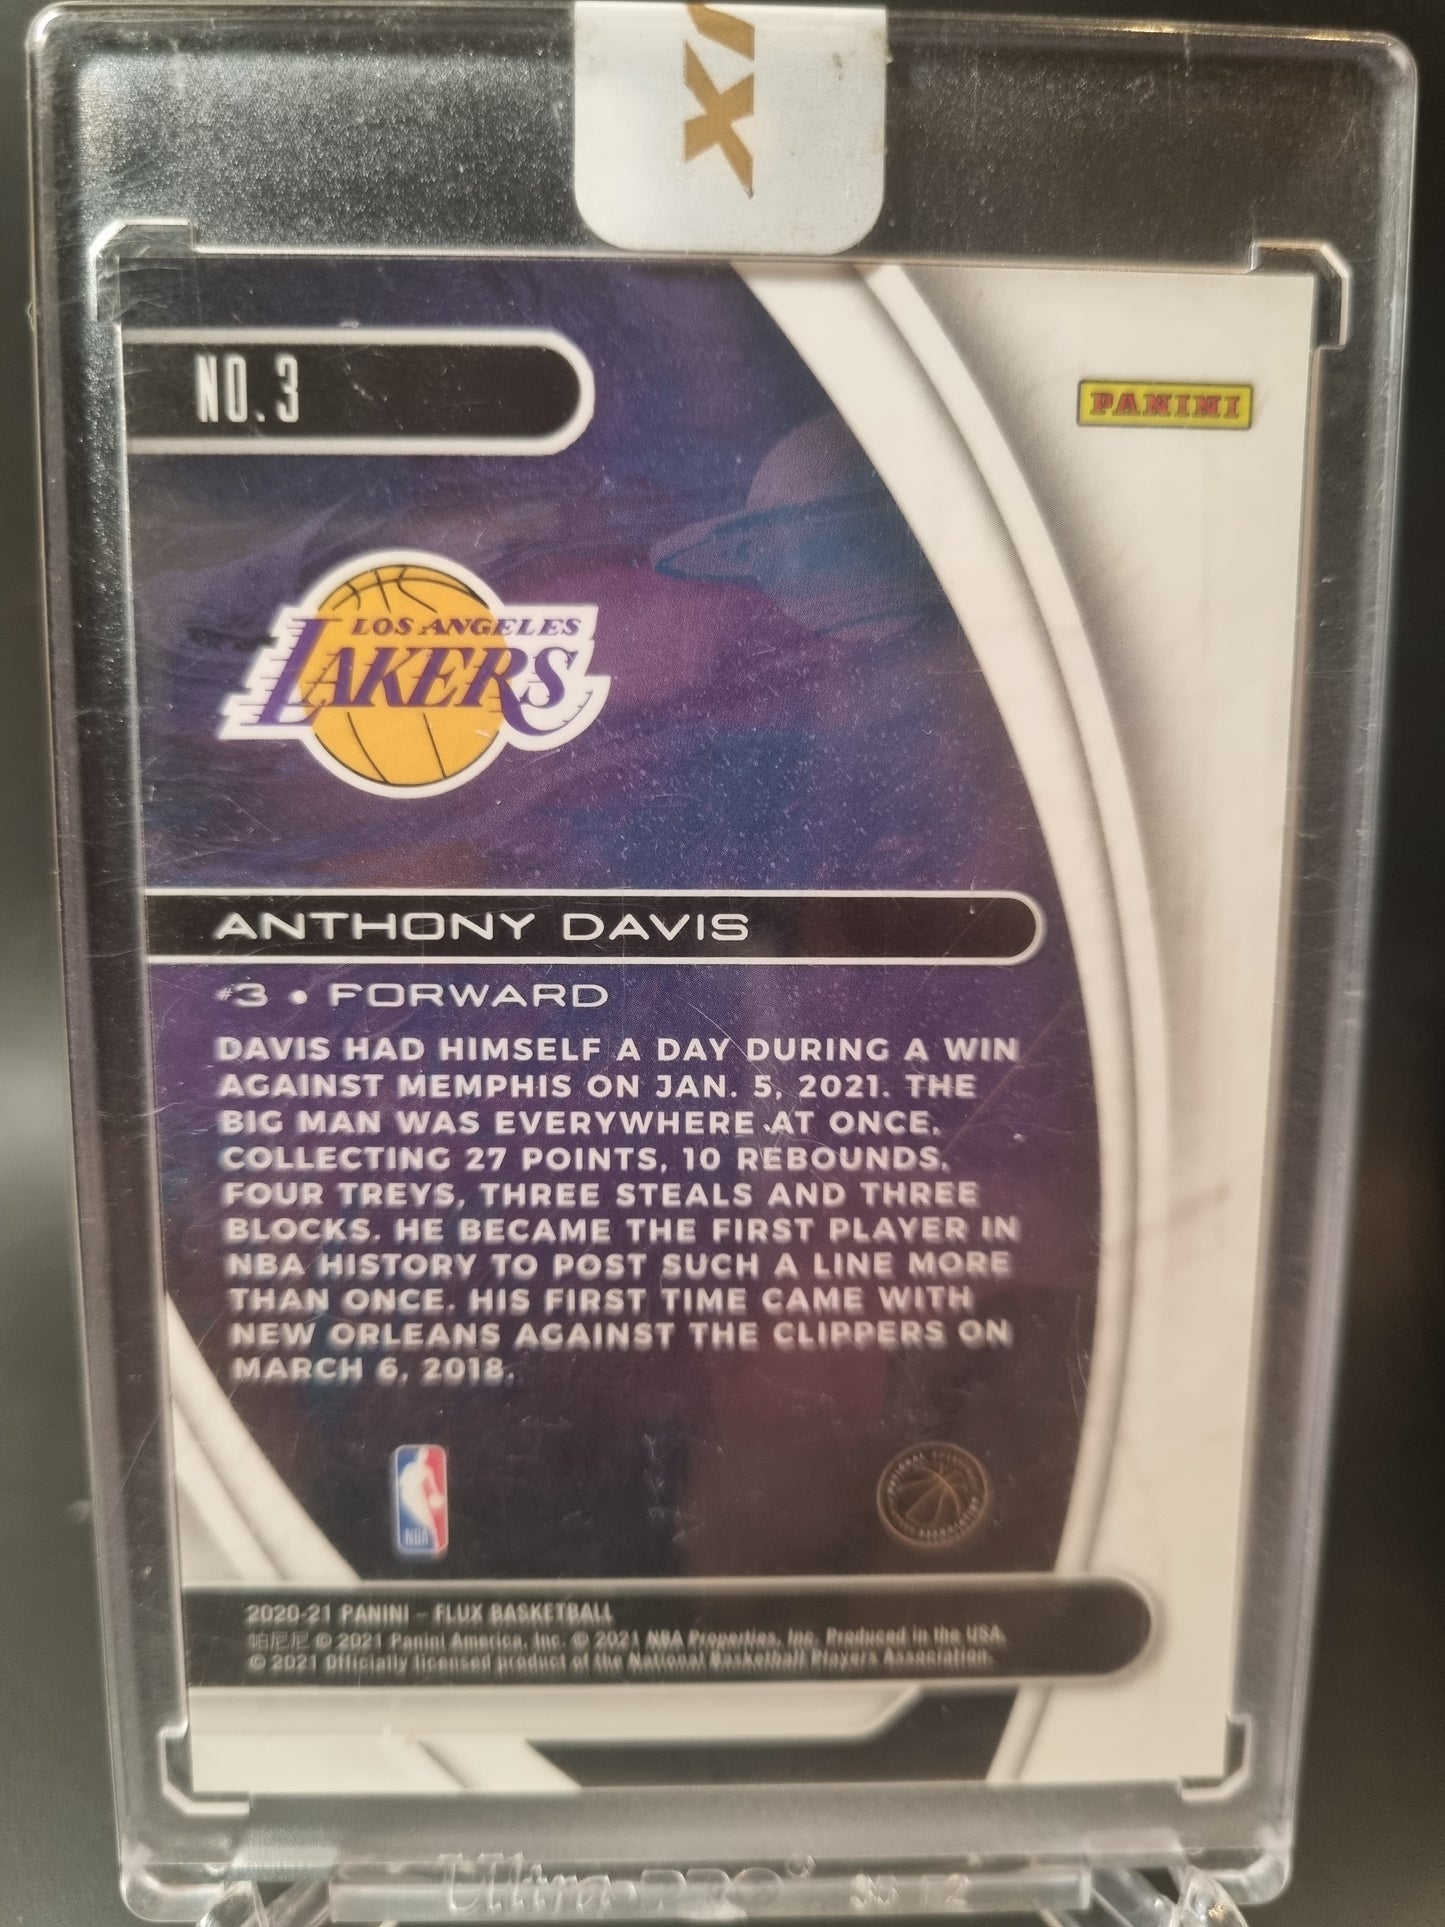 NO. 3
PANINI
LOS ANGELES
LAKERS
ANTHONY DAVIS
#3 • FORWARD
DAVIS HAD HIMSELF A DAY DURING A WIN
AGAINST MEMPHIS ON JAN. 5, 2021. THE
BIG MAN WAS EVERYWHERE AT ONCE,
COLLECTING 27 POINTS, 10 REBOUNDS,
FOUR TREYS, THREE STEALS AND THREE
BLOCKS. HE BECAME THE FIRST PLAYER IN
NBA HISTORY TO POST SUCH A LINE MORE
THAN ONCE. HIS FIRST TIME CAME WITH
NEW ORLEANS AGAINST THE CLIPPERS ON
MARCH 6, 2018.
NBA
NATIONAL BASKETBALL PLAYERS ASSOCIATION
2020-21 PANINI – FLUX BASKETBALL
帕尼尼 © 2021 Panini America, Inc. © 2021 NBA Properties, Inc. Produced in the USA.
© 2021 Officially licensed product of the National Basketball Players Association.
Ultra•PRO®